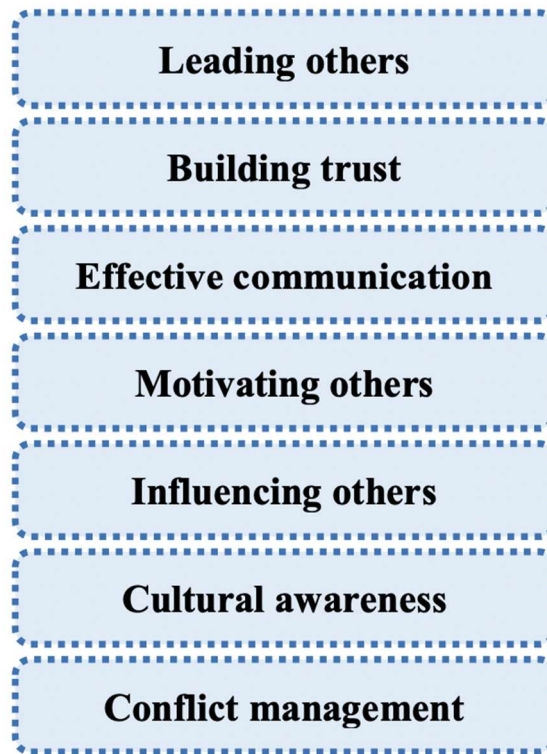 Leading others
Building trust
Effective communication
Motivating others
Influencing others
Cultural awareness
Conflict management